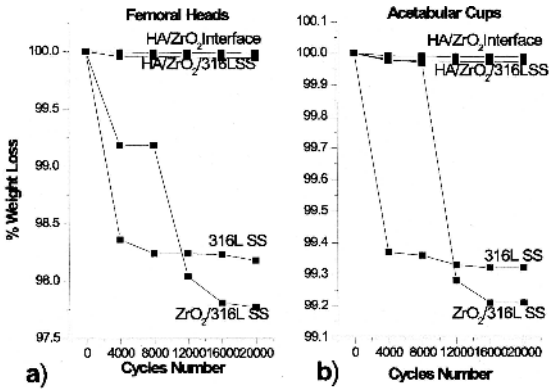 Femoral Heads
HA/ZrO2 Interface
HA/ZrO2/316LSS
316L SS
ZrO2/316L SS
% Weight Loss
100.0
99.5
99.0
98.5
98.0
97.5
0 4000 8000 12000 16000 20000
a) Cycles Number
Acetabular Cups
HA/ZrO2 Interface
HA/ZrO2/316LSS
316L SS
ZrO2/316L SS
100.1
100.0
99.9
99.8
99.7
99.6
99.5
99.4
99.3
99.2
99.1
0 4000 8000 12000 16000 20000
b) Cycles Number